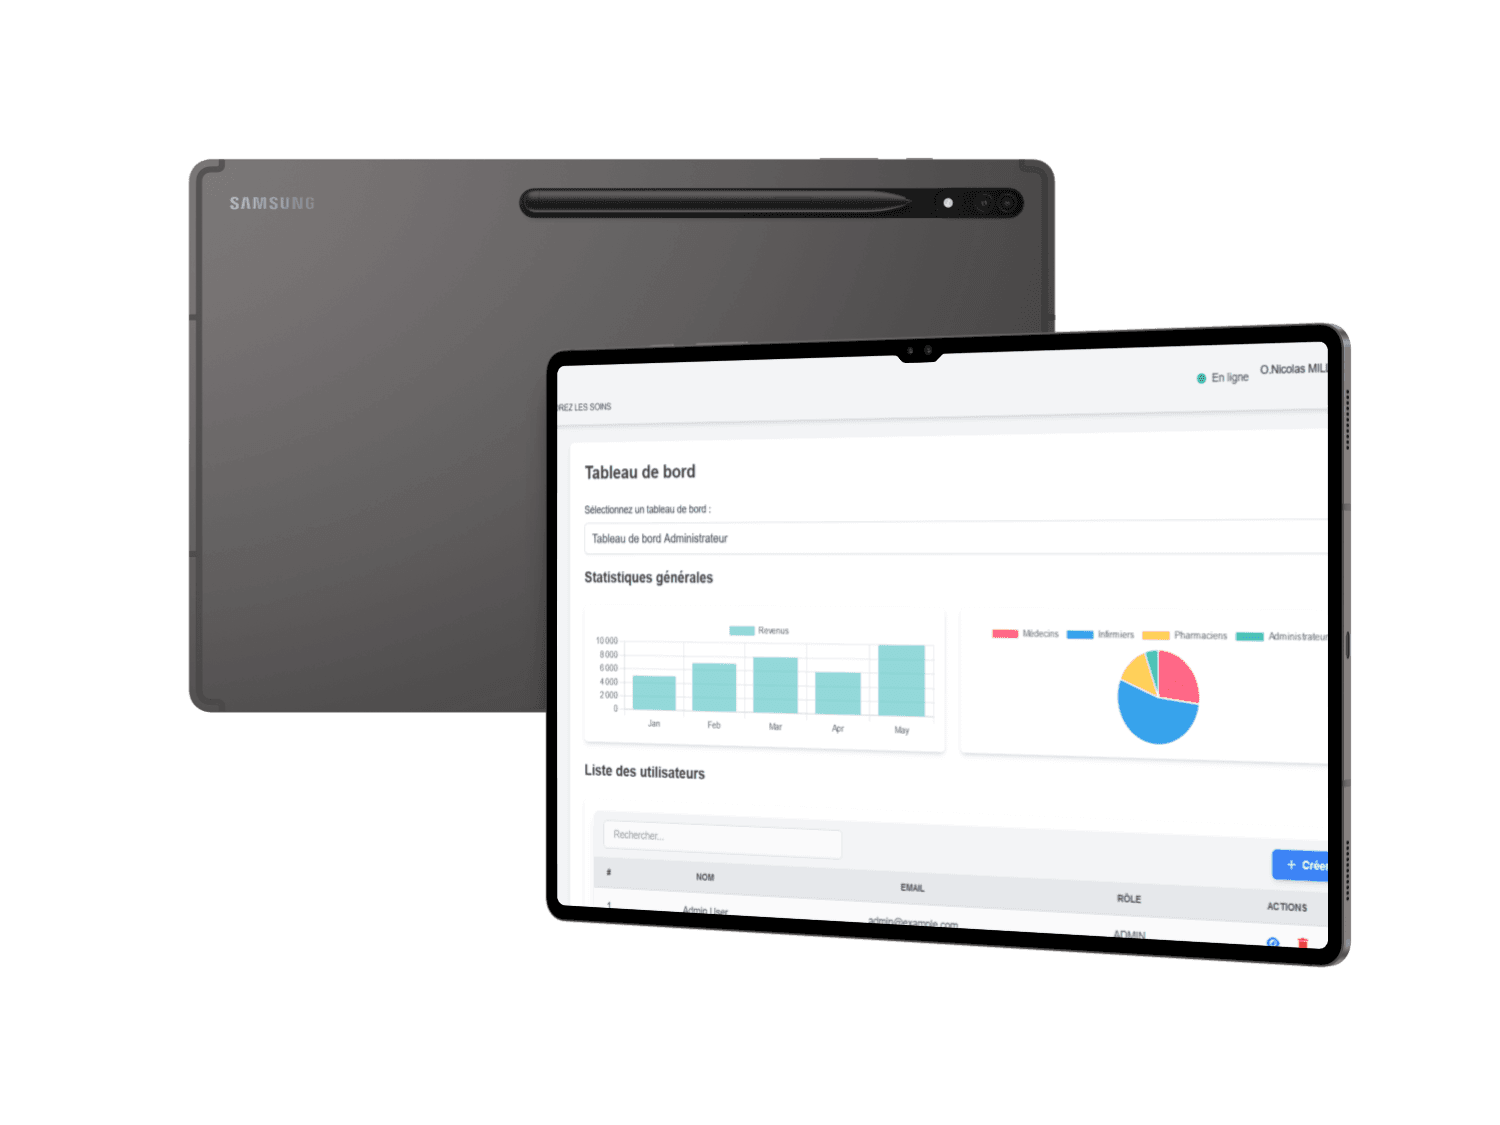 SAMSUNG
En ligne
O.Nicolas MILL
REZ LES SOINS
Tableau de bord
Sélectionnez un tableau de bord :
Tableau de bord Administrateur
Statistiques générales
Revenus
10 000
8 000
6 000
4 000
2 000
0
Jan Feb Mar Apr May
Médecins Infirmiers Pharmaciens Administrateur
Liste des utilisateurs
Rechercher...
+ Créer
# NOM EMAIL RÔLE ACTIONS
1 Admin User admin@example.com ADMIN